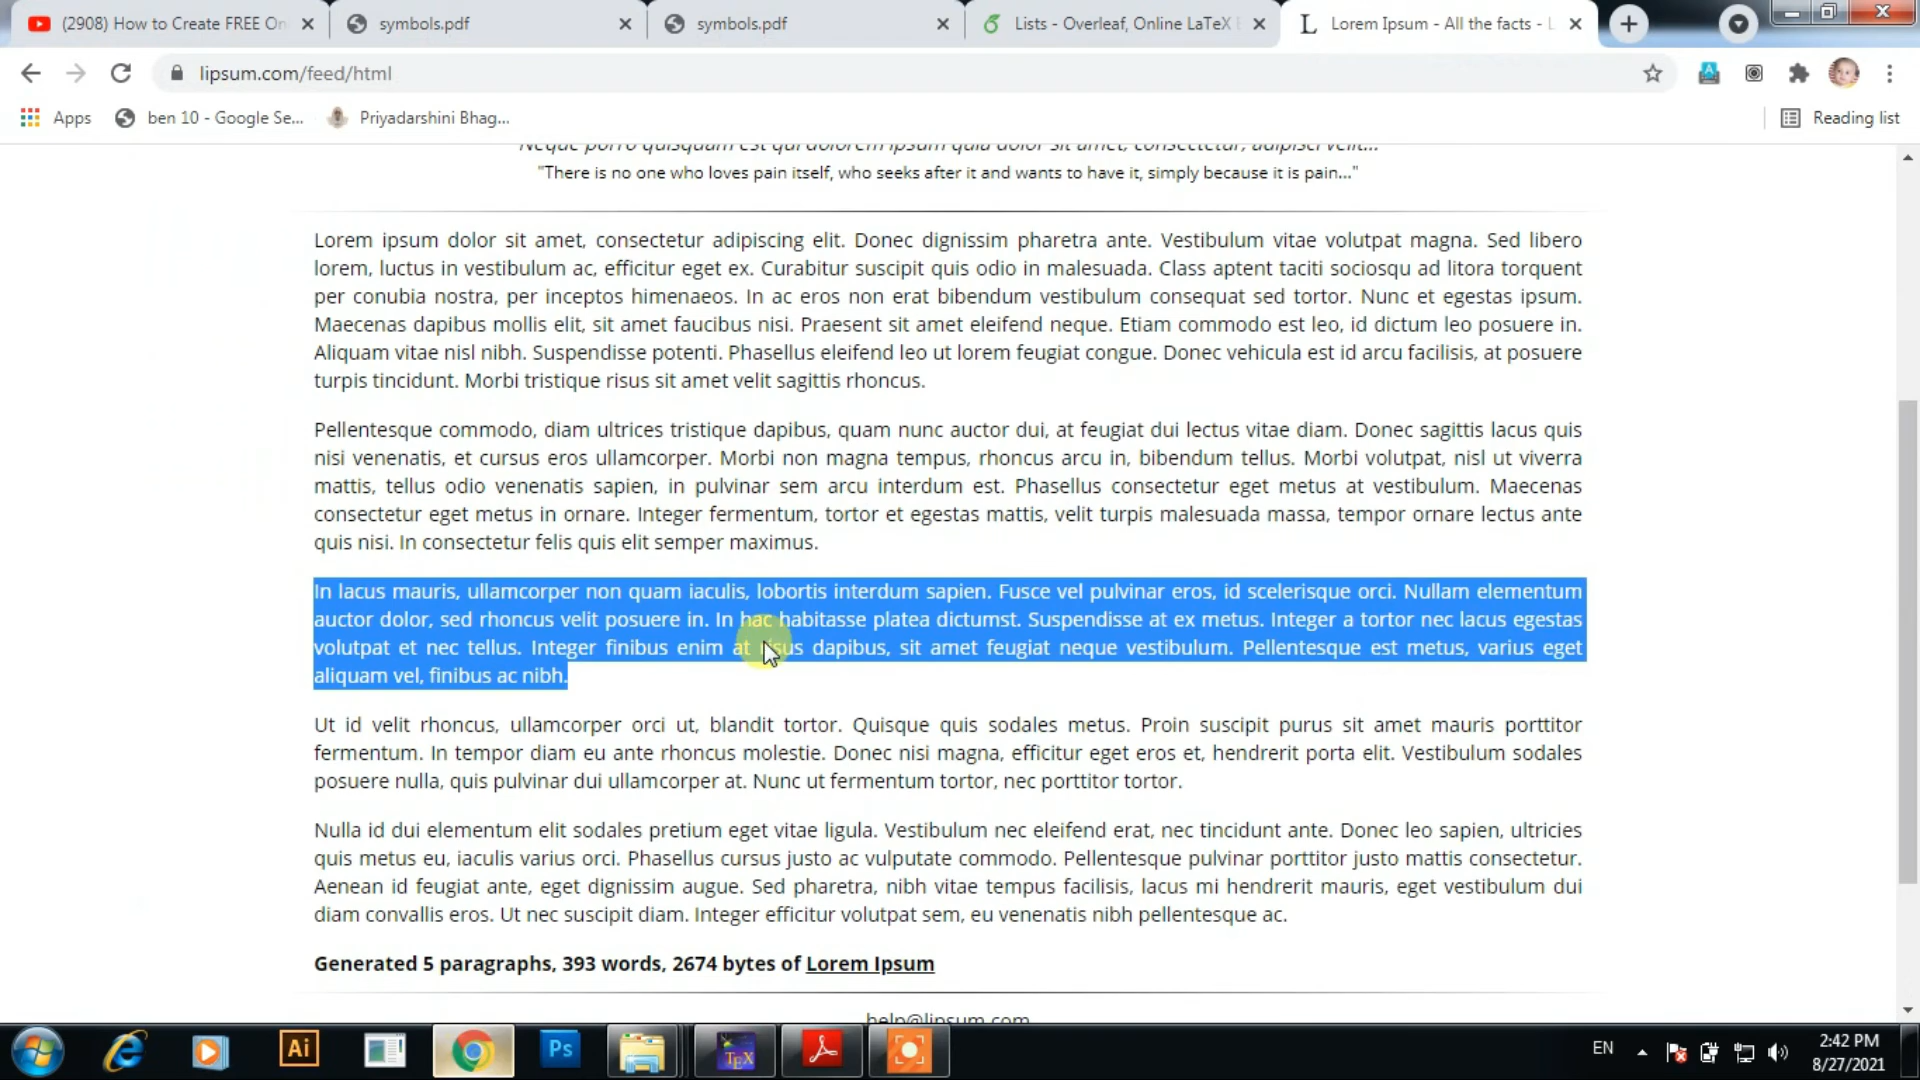 (2908) How to Create FREE On
symbols.pdf
symbols.pdf
Lists - Overleaf, Online LaTeX E
Lorem Ipsum - All the facts - L
lipsum.com/feed/html
Apps
ben 10 - Google Se...
Priyadarshini Bhag...
Reading list
Neque porro quisquam est qui dolorem ipsum quia dolor sit amet, consectetur, adipisci velit...
"There is no one who loves pain itself, who seeks after it and wants to have it, simply because it is pain..."
Lorem ipsum dolor sit amet, consectetur adipiscing elit. Donec dignissim pharetra ante. Vestibulum vitae volutpat magna. Sed libero
lorem, luctus in vestibulum ac, efficitur eget ex. Curabitur suscipit quis odio in malesuada. Class aptent taciti sociosqu ad litora torquent
per conubia nostra, per inceptos himenaeos. In ac eros non erat bibendum vestibulum consequat sed tortor. Nunc et egestas ipsum.
Maecenas dapibus mollis elit, sit amet faucibus nisi. Praesent sit amet eleifend neque. Etiam commodo est leo, id dictum leo posuere in.
Aliquam vitae nisl nibh. Suspendisse potenti. Phasellus eleifend leo ut lorem feugiat congue. Donec vehicula est id arcu facilisis, at posuere
turpis tincidunt. Morbi tristique risus sit amet velit sagittis rhoncus.
Pellentesque commodo, diam ultrices tristique dapibus, quam nunc auctor dui, at feugiat dui lectus vitae diam. Donec sagittis lacus quis
nisi venenatis, et cursus eros ullamcorper. Morbi non magna tempus, rhoncus arcu in, bibendum tellus. Morbi volutpat, nisl ut viverra
mattis, tellus odio venenatis sapien, in pulvinar sem arcu interdum est. Phasellus consectetur eget metus at vestibulum. Maecenas
consectetur eget metus in ornare. Integer fermentum, tortor et egestas mattis, velit turpis malesuada massa, tempor ornare lectus ante
quis nisi. In consectetur felis quis elit semper maximus.
In lacus mauris, ullamcorper non quam iaculis, lobortis interdum sapien. Fusce vel pulvinar eros, id scelerisque orci. Nullam elementum
auctor dolor, sed rhoncus velit posuere in. In hac habitasse platea dictumst. Suspendisse at ex metus. Integer a tortor nec lacus egestas
volutpat et nec tellus. Integer finibus enim at risus dapibus, sit amet feugiat neque vestibulum. Pellentesque est metus, varius eget
aliquam vel, finibus ac nibh.
Ut id velit rhoncus, ullamcorper orci ut, blandit tortor. Quisque quis sodales metus. Proin suscipit purus sit amet mauris porttitor
fermentum. In tempor diam eu ante rhoncus molestie. Donec nisi magna, efficitur eget eros et, hendrerit porta elit. Vestibulum sodales
posuere nulla, quis pulvinar dui ullamcorper at. Nunc ut fermentum tortor, nec porttitor tortor.
Nulla id dui elementum elit sodales pretium eget vitae ligula. Vestibulum nec eleifend erat, nec tincidunt ante. Donec leo sapien, ultricies
quis metus eu, iaculis varius orci. Phasellus cursus justo ac vulputate commodo. Pellentesque pulvinar porttitor justo mattis consectetur.
Aenean id feugiat ante, eget dignissim augue. Sed pharetra, nibh vitae tempus facilisis, lacus mi hendrerit mauris, eget vestibulum dui
diam convallis eros. Ut nec suscipit diam. Integer efficitur volutpat sem, eu venenatis nibh pellentesque ac.
Generated 5 paragraphs, 393 words, 2674 bytes of Lorem Ipsum
help@lipsum.com
Ai
Ps
TEX
EN
2:42 PM
8/27/2021